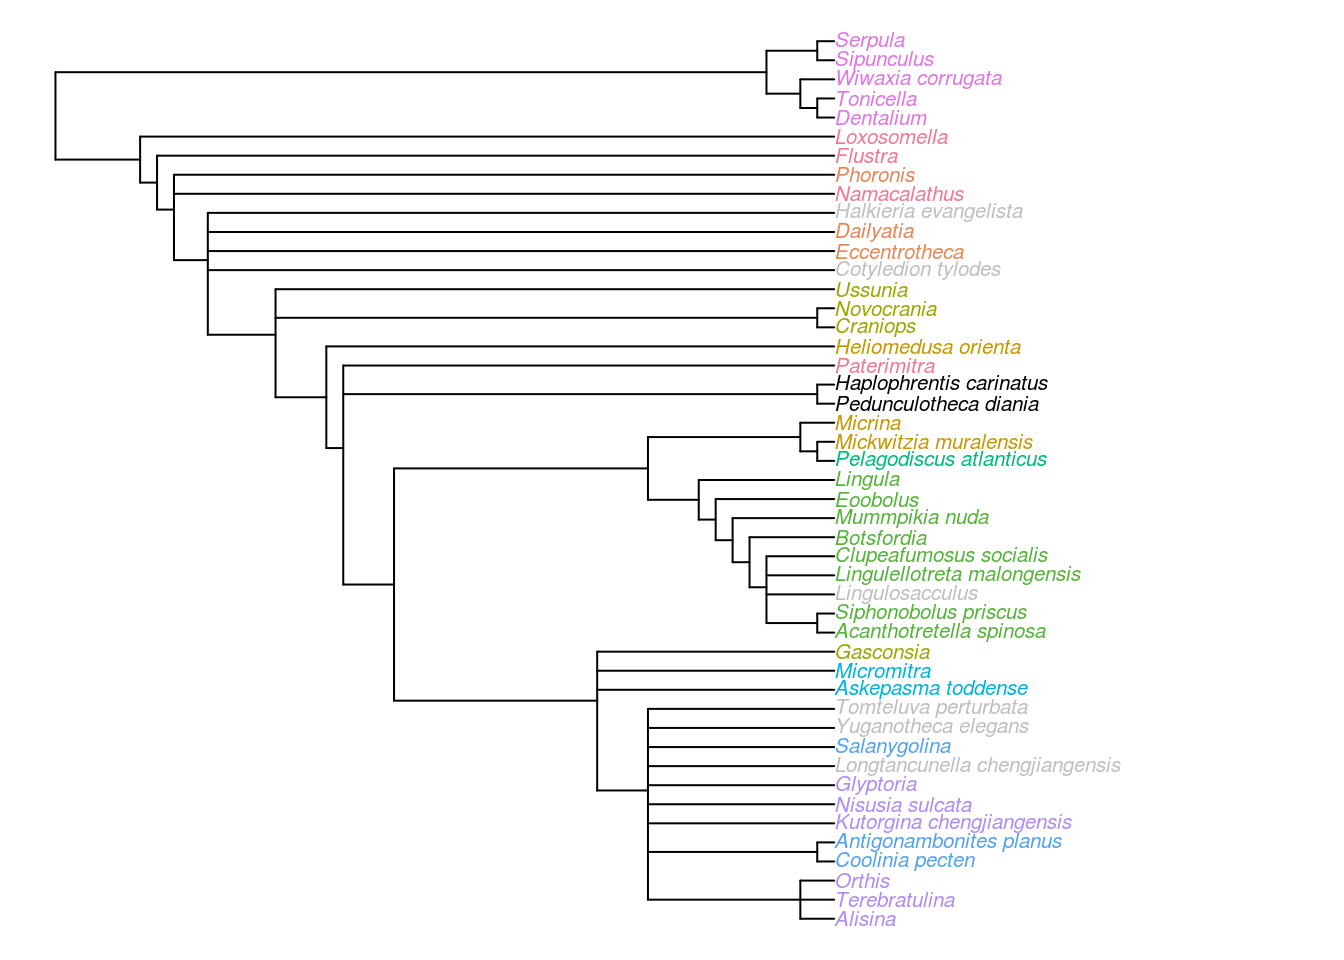 Serpula
Sipunculus
Wiwaxia corrugata
Tonicella
Dentalium
Loxosomella
Flustra
Phoronis
Namacalathus
Halkieria evangelista
Dailyatia
Eccentrotheca
Cotyledion tylodes
Ussunia
Novocrania
Craniops
Heliomedusa orienta
Paterimitra
Haplophrentis carinatus
Pedunculotheca diania
Micrina
Mickwitzia muralensis
Pelagodiscus atlanticus
Lingula
Eoobolus
Mummpikia nuda
Botsfordia
Clupeafumosus socialis
Lingulellotreta malongensis
Lingulosacculus
Siphonobolus priscus
Acanthotretella spinosa
Gasconsia
Micromitra
Askepasma toddense
Tomteluva perturbata
Yuganotheca elegans
Salanygolina
Longtancunella chengjiangensis
Glyptoria
Nisusia sulcata
Kutorgina chengjiangensis
Antigonambonites planus
Coolinia pecten
Orthis
Terebratulina
Alisina